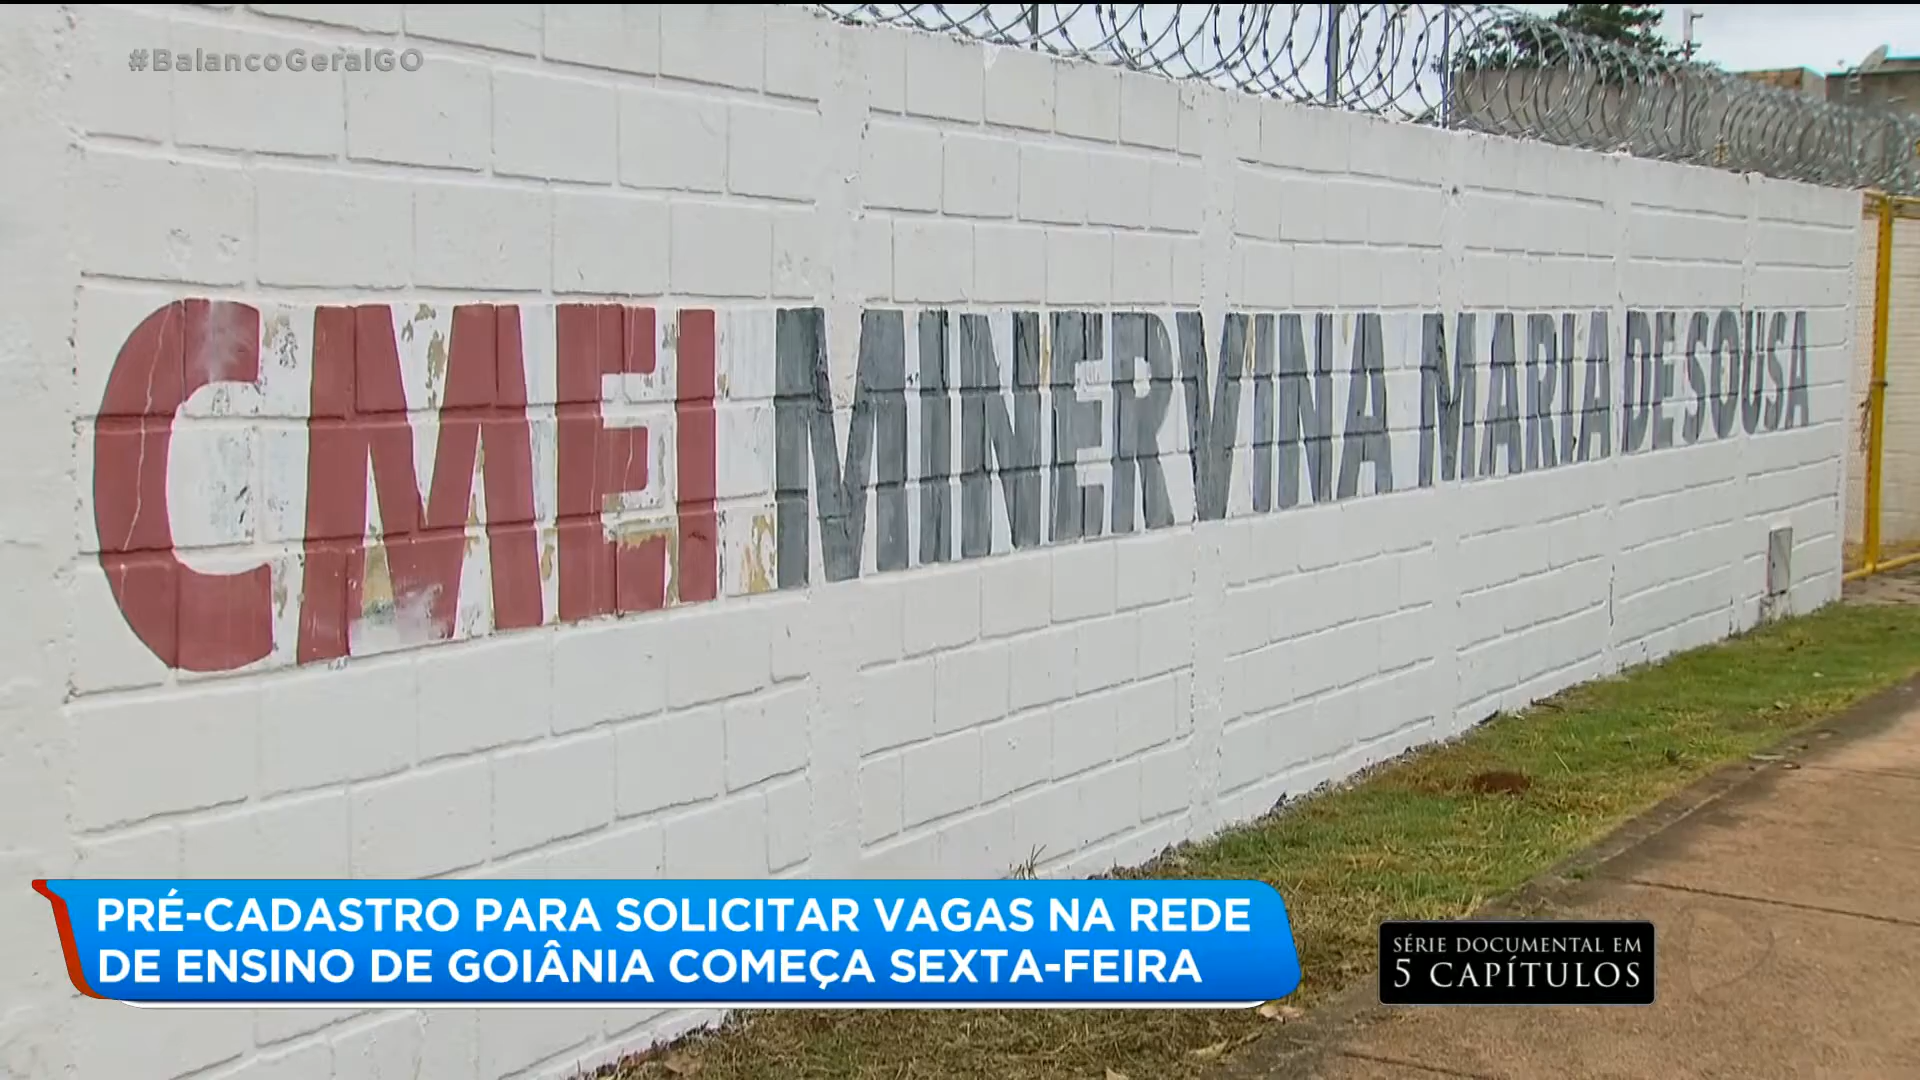 #BalancoGeralGO
CMEI MINERVINA MARIA DE SOUSA
PRÉ-CADASTRO PARA SOLICITAR VAGAS NA REDE
DE ENSINO DE GOIÂNIA COMEÇA SEXTA-FEIRA
SÉRIE DOCUMENTAL EM
5 CAPÍTULOS